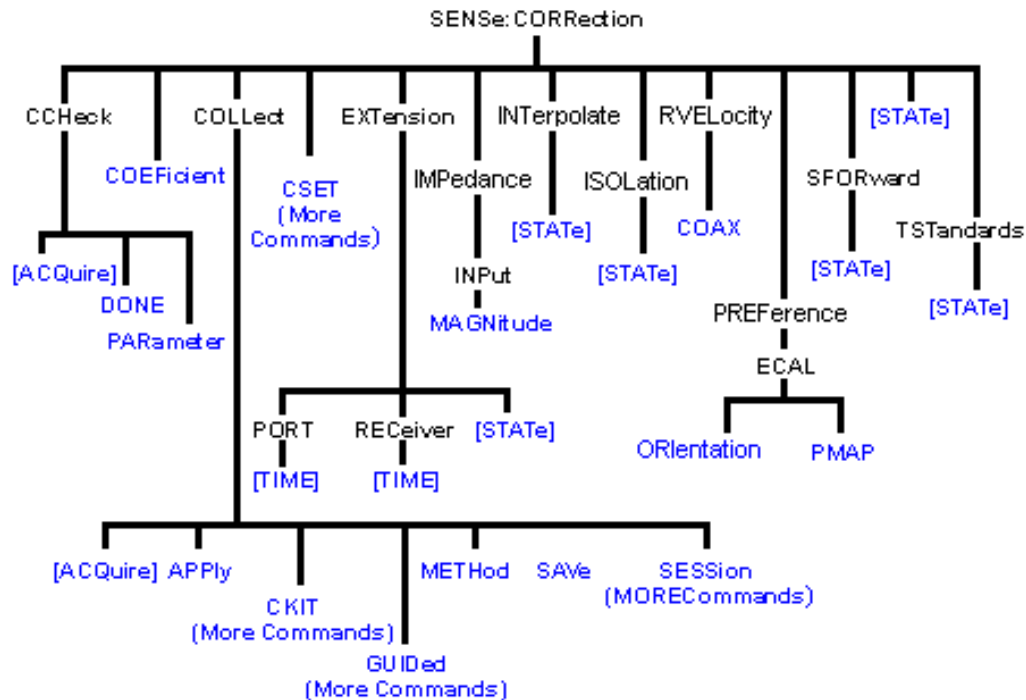 SENSe:CORRection
CCHeck
COLLect
EXTension
INTerpolate
RVELocity
[STATe]
COEFicient
CSET
(More
Commands)
IMPedance
ISOLation
SFORward
[STATe]
COAX
TSTandards
[ACQuire]
DONE
PARameter
INPut
MAGNitude
[STATe]
[STATe]
[STATe]
PREFerence
ECAL
PORT
RECeiver
[STATe]
ORIentation
PMAP
[TIME]
[TIME]
[ACQuire]
APPly
METHod
SAVe
SESSion
(MORECommands)
CKIT
(More Commands)
GUIDed
(More Commands)